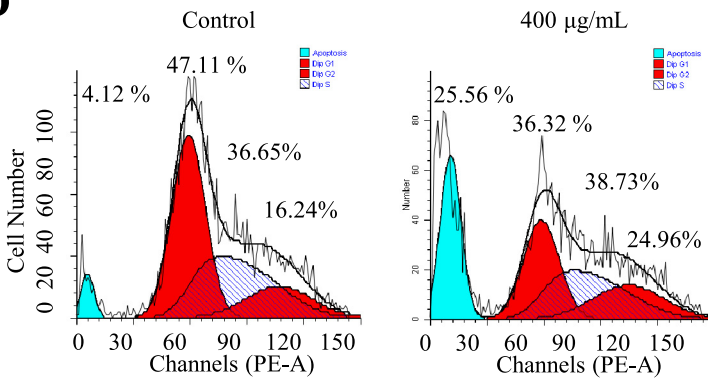 Control
400 µg/mL
Apoptosis
Dip G1
Dip G2
Dip S
47.11 %
4.12 %
36.65%
16.24%
Cell Number
0 20 40 60 80 100
0 30 60 90 120 150
Channels (PE-A)
Apoptosis
Dip G1
Dip G2
Dip S
25.56 %
36.32 %
38.73%
24.96%
Number
0 20 40 60 80
0 30 60 90 120 150
Channels (PE-A)